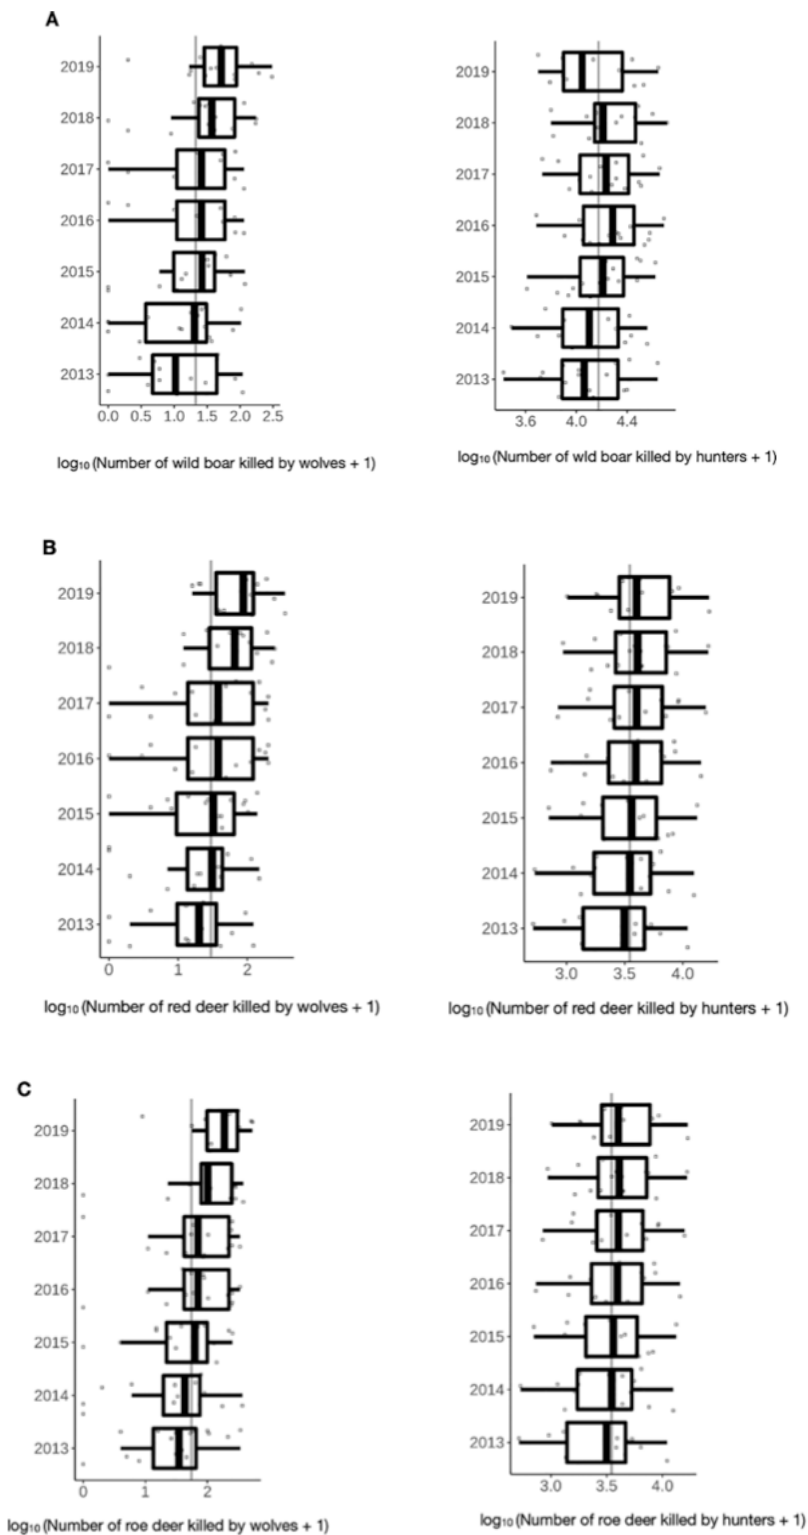 A
2019
2018
2017
2016
2015
2014
2013
0.0 0.5 1.0 1.5 2.0 2.5
log₁₀ (Number of wild boar killed by wolves + 1)
2019
2018
2017
2016
2015
2014
2013
3.6 4.0 4.4
log₁₀ (Number of wld boar killed by hunters + 1)
B
2019
2018
2017
2016
2015
2014
2013
0 1 2
log₁₀ (Number of red deer killed by wolves + 1)
2019
2018
2017
2016
2015
2014
2013
3.0 3.5 4.0
log₁₀ (Number of red deer killed by hunters + 1)
C
2019
2018
2017
2016
2015
2014
2013
0 1 2
log₁₀ (Number of roe deer killed by wolves + 1)
2019
2018
2017
2016
2015
2014
2013
3.0 3.5 4.0
log₁₀ (Number of roe deer killed by hunters + 1)